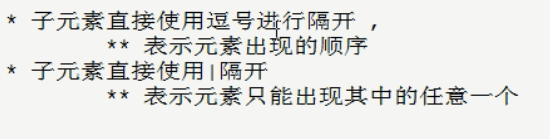 * 子元素直接使用逗号进行隔开 ,
** 表示元素出现的顺序
* 子元素直接使用|隔开
** 表示元素只能出现其中的任意一个